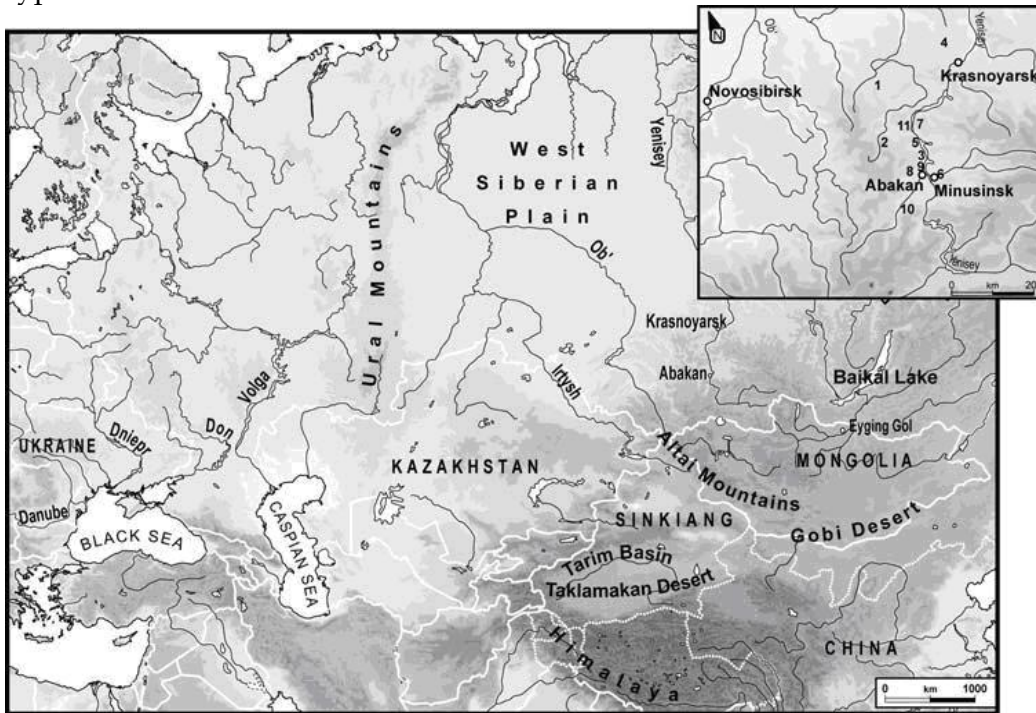 N
Ob'
Yenisey
4
Krasnoyarsk
Novosibirsk
1
11 7
2 5
3
9
8 6
Abakan
Minusinsk
10
Yenisey
0 km 20
Ural Mountains
West
Siberian
Plain
Yenisey
Ob'
Krasnoyarsk
Abakan
Baikal Lake
Volga
Irtysh
Don
UKRAINE
Dniepr
Eyging Gol
Altai Mountains
MONGOLIA
KAZAKHSTAN
Danube
BLACK SEA
CASPIAN SEA
SINKIANG
Gobi Desert
Tarim Basin
Taklamakan Desert
Himalaya
CHINA
0 km 1000